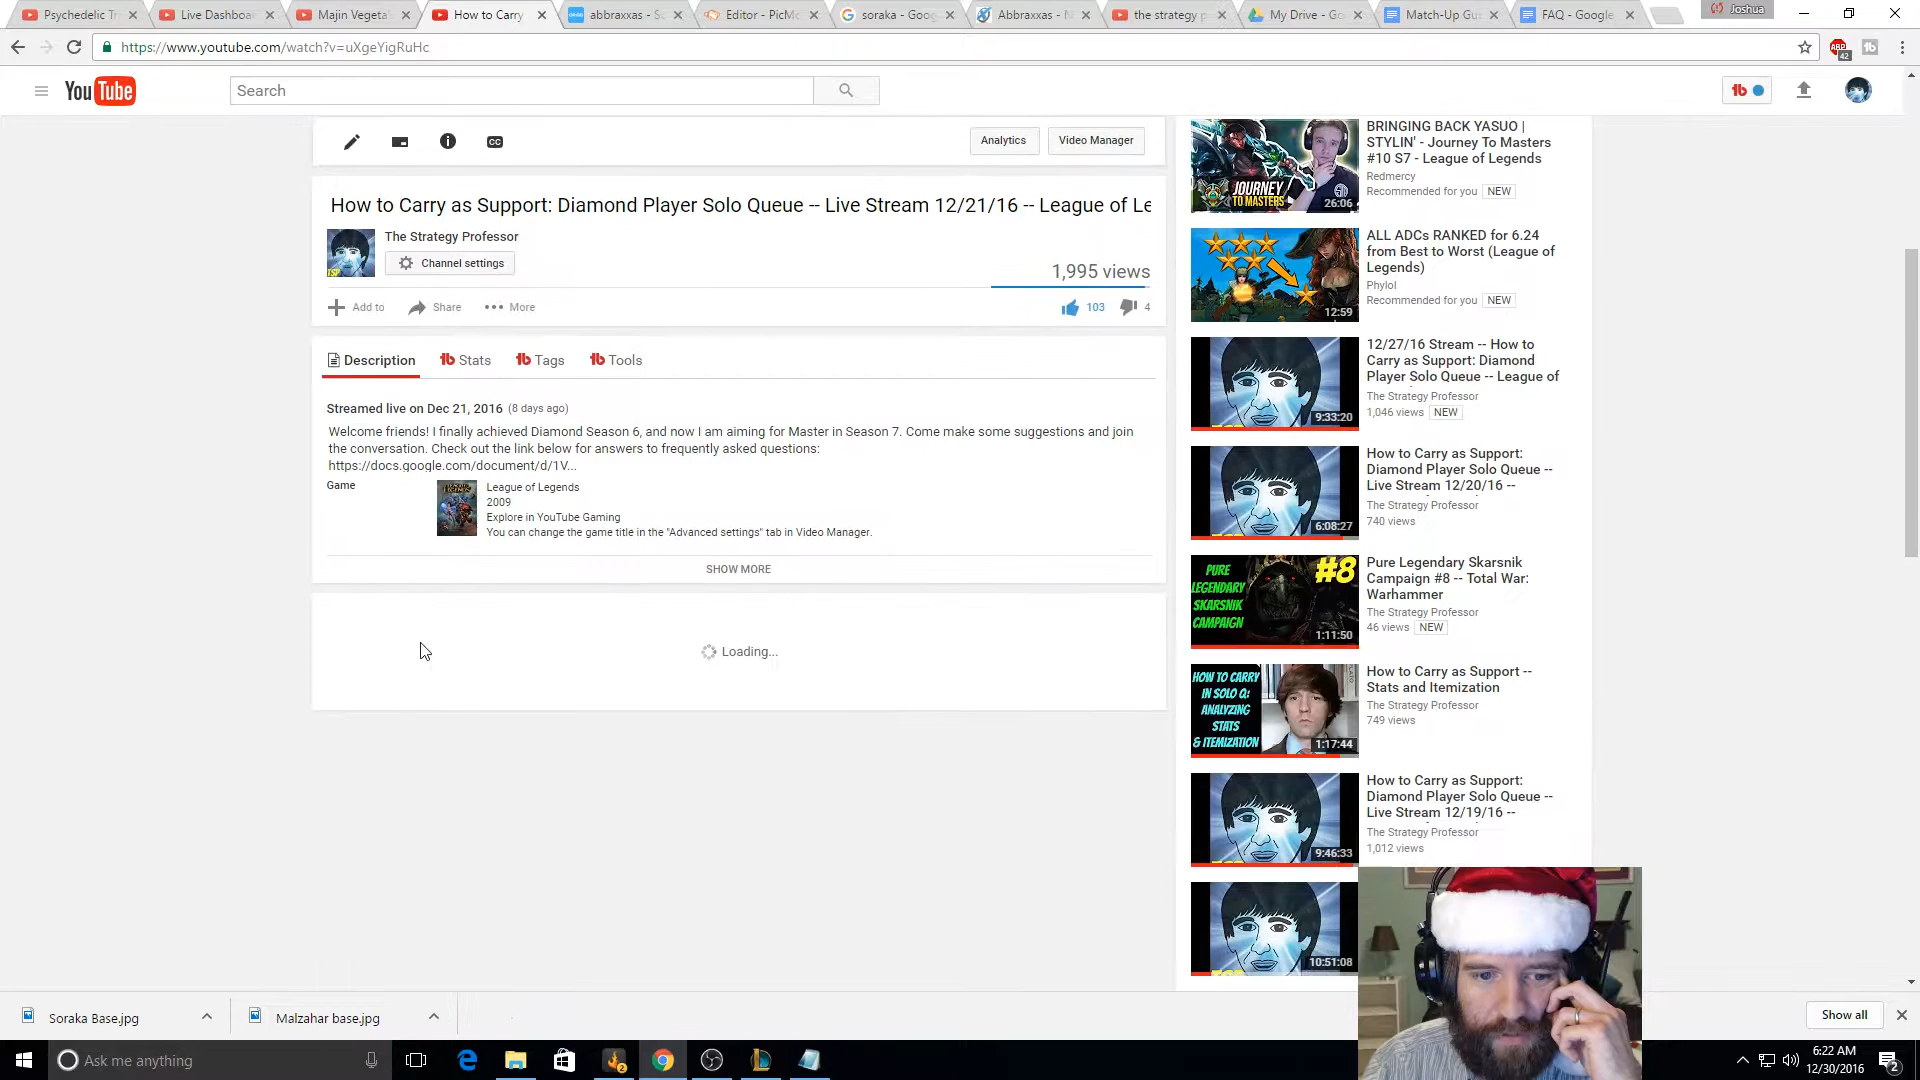 Psychedelic Tr
Live Dashboa
Majin Vegeta
How to Carry
abbraxxas - S
Editor - PicM
soraka - Goog
Abbraxxas - N
the strategy p
My Drive - Go
Match-Up Gu
FAQ - Google
Joshua
https://www.youtube.com/watch?v=uXgeYigRuHc
ABP
42
tb
YouTube
Search
tb
CC
Analytics
Video Manager
How to Carry as Support: Diamond Player Solo Queue -- Live Stream 12/21/16 -- League of Le
The Strategy Professor
Channel settings
1,995 views
Add to
Share
More
103
4
Description
tb Stats
tb Tags
tb Tools
Streamed live on Dec 21, 2016 (8 days ago)
Welcome friends! I finally achieved Diamond Season 6, and now I am aiming for Master in Season 7. Come make some suggestions and join
the conversation. Check out the link below for answers to frequently asked questions:
https://docs.google.com/document/d/1V...
Game
League of Legends
2009
Explore in YouTube Gaming
You can change the game title in the "Advanced settings" tab in Video Manager.
SHOW MORE
Loading...
JOURNEY
TO MASTERS
26:06
BRINGING BACK YASUO |
STYLIN' - Journey To Masters
#10 S7 - League of Legends
Redmercy
Recommended for you NEW
12:59
ALL ADCs RANKED for 6.24
from Best to Worst (League of
Legends)
Phylol
Recommended for you NEW
9:33:20
12/27/16 Stream -- How to
Carry as Support: Diamond
Player Solo Queue -- League of
The Strategy Professor
1,046 views NEW
6:08:27
How to Carry as Support:
Diamond Player Solo Queue --
Live Stream 12/20/16 --
The Strategy Professor
740 views
PURE
LEGENDARY
SKARSNIK
CAMPAIGN
#8
1:11:50
Pure Legendary Skarsnik
Campaign #8 -- Total War:
Warhammer
The Strategy Professor
46 views NEW
HOW TO CARRY
IN SOLO Q:
ANALYZING
STATS
& ITEMIZATION
1:17:44
How to Carry as Support --
Stats and Itemization
The Strategy Professor
749 views
9:46:33
How to Carry as Support:
Diamond Player Solo Queue --
Live Stream 12/19/16 --
The Strategy Professor
1,012 views
10:51:08
Soraka Base.jpg
Malzahar base.jpg
Show all
Ask me anything
2
6:22 AM
12/30/2016
2